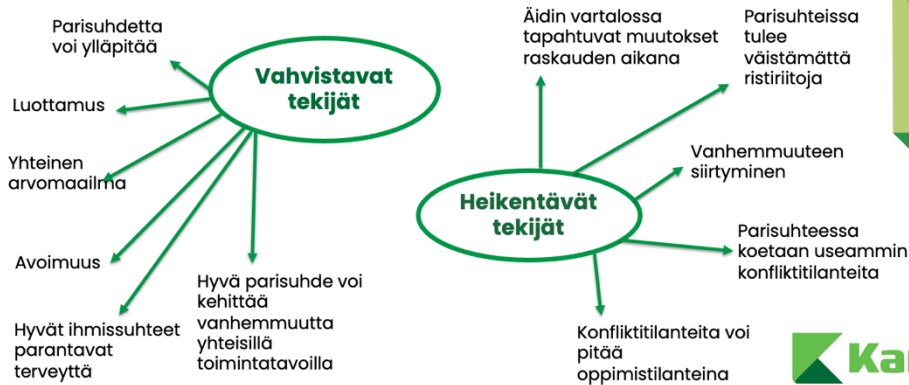 Parisuhdetta
voi ylläpitää
Vahvistavat
tekijät
Luottamus
Yhteinen
arvomaailma
Avoimuus
Hyvät ihmissuhteet
parantavat
terveyttä
Hyvä parisuhde voi
kehittää
vanhemmuutta
yhteisillä
toimintatavoilla
Äidin vartalossa
tapahtuvat muutokset
raskauden aikana
Parisuhteissa
tulee
väistämättä
ristiriitoja
Heikentävät
tekijät
Vanhemmuuteen
siirtyminen
Parisuhteessa
koetaan useammin
konfliktitilanteita
Konfliktitilanteita voi
pitää
oppimistilanteina